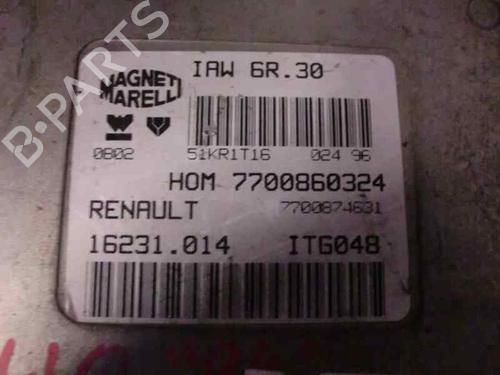 B-PARTS
MAGNETI MARELLI
IAW 6R.30
0802
51KR1T16 024 96
HOM 7700860324
RENAULT 7700874631
16231.014 ITG048